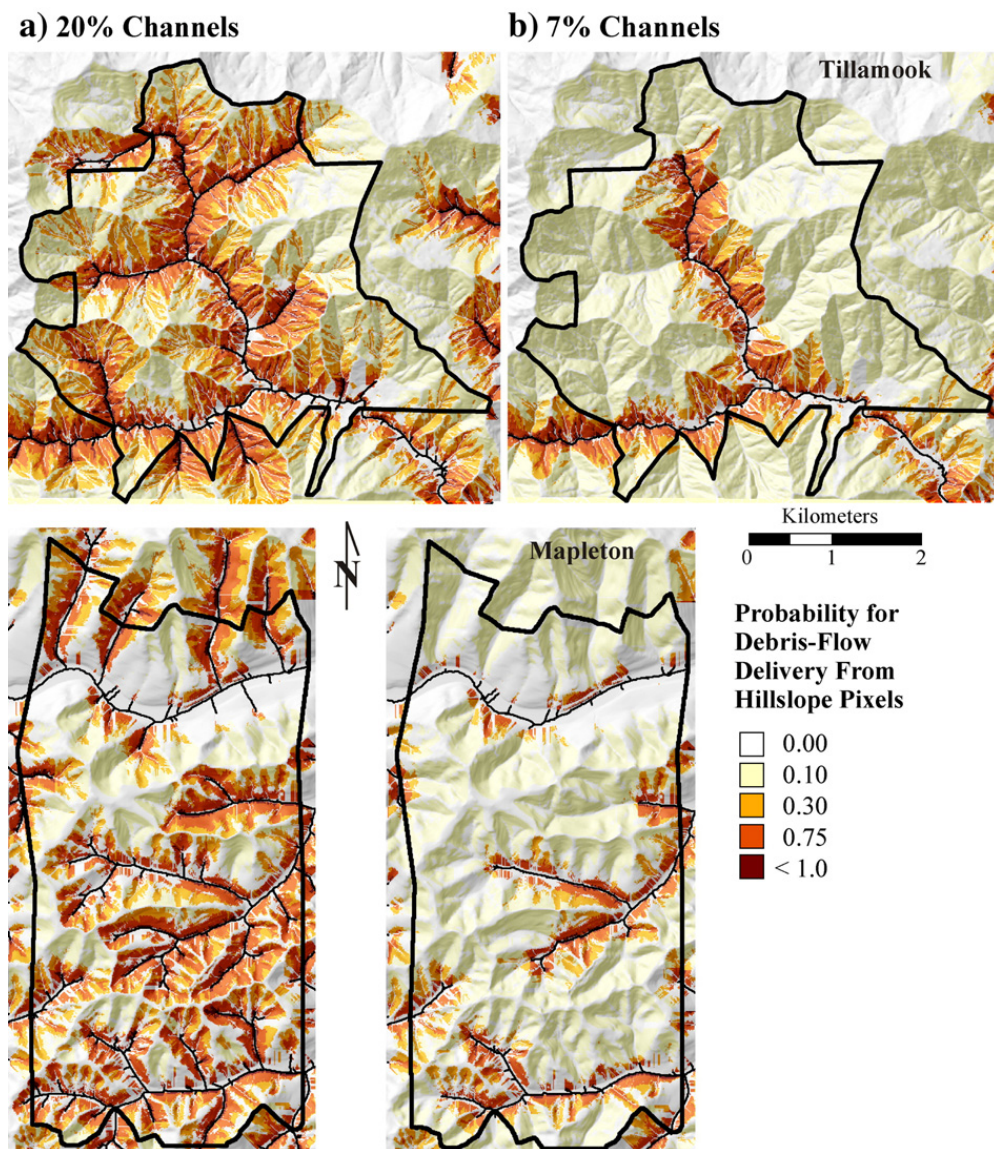 a) 20% Channels
b) 7% Channels
Tillamook
Mapleton
N
Kilometers
0 1 2
Probability for
Debris-Flow
Delivery From
Hillslope Pixels
0.00
0.10
0.30
0.75
< 1.0